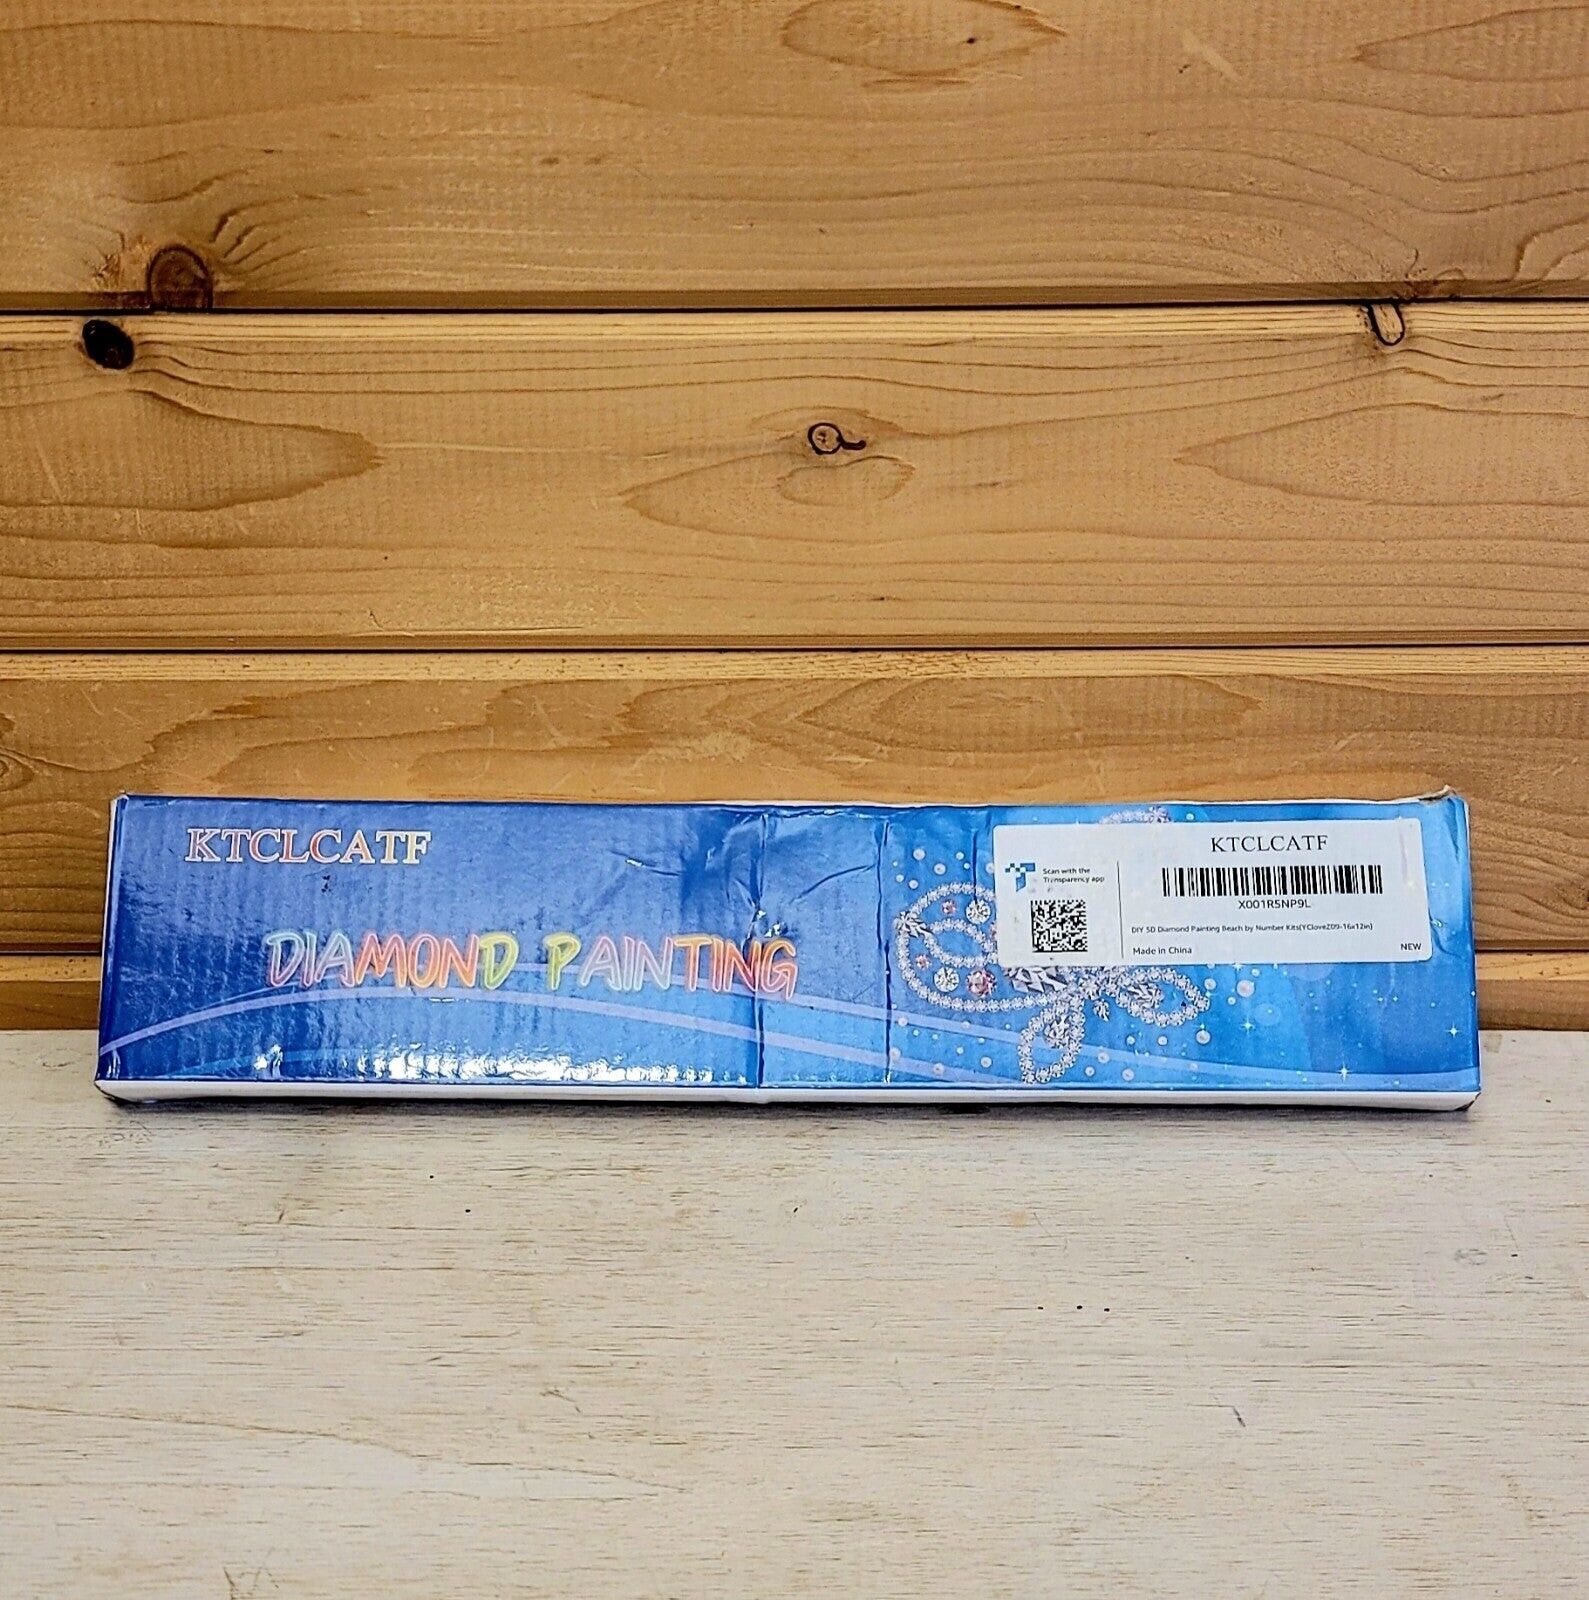 KTCLCATF
DIAMOND PAINTING
KTCLCATF
Scan with the
Transparency app
X001R5NP9L
DIY 5D Diamond Painting Beach by Number Kits(YCloveZ09-16x12in)
Made in China
NEW